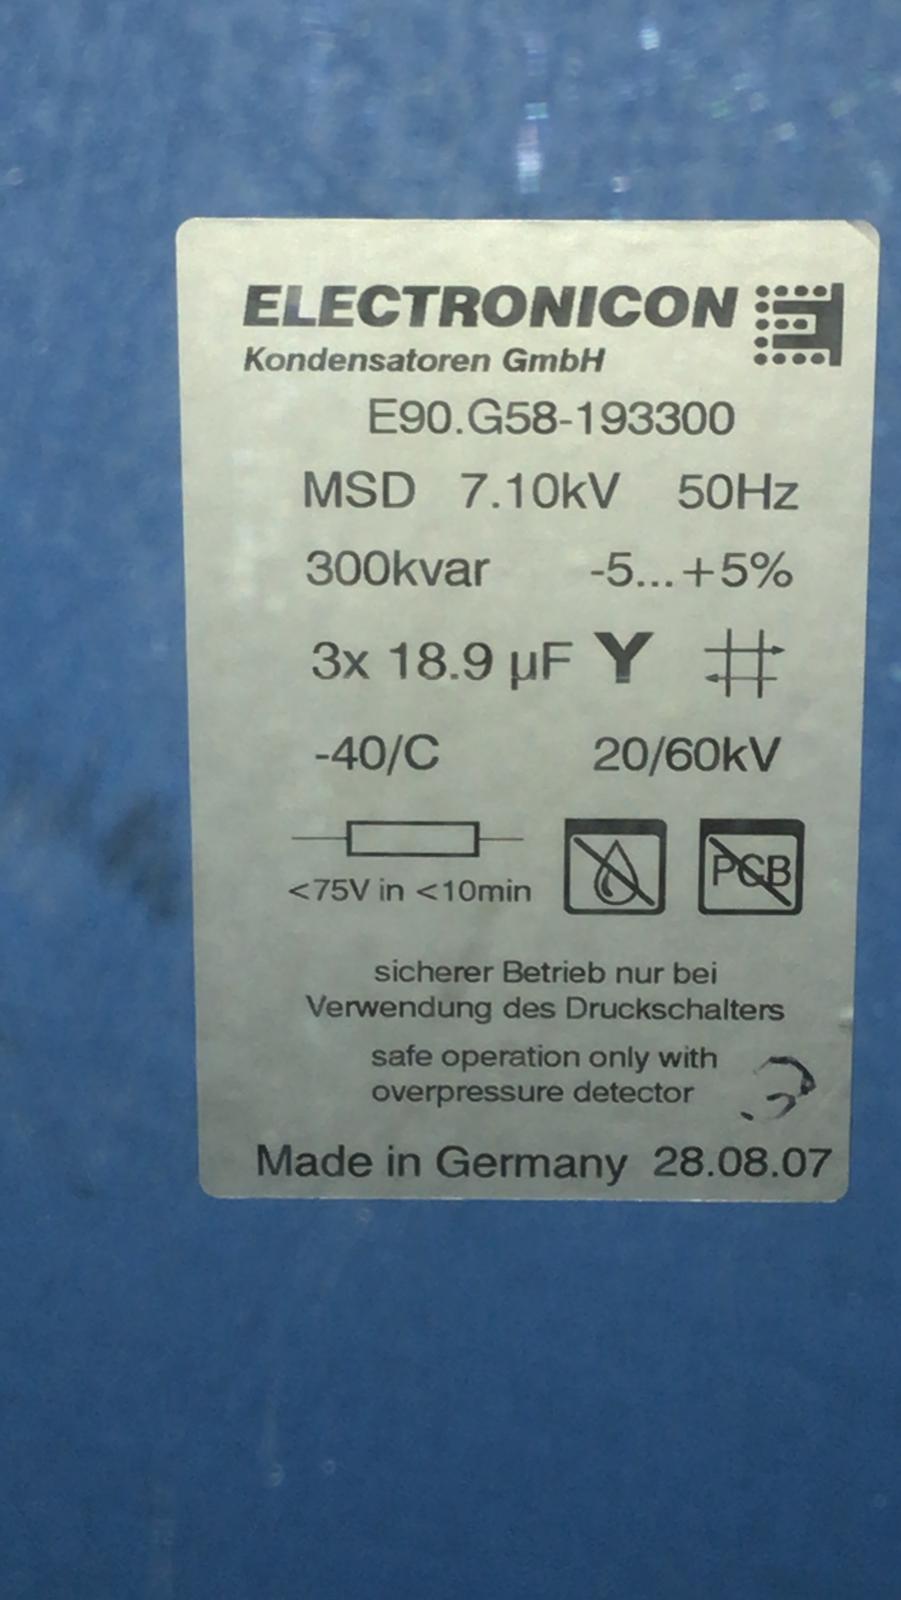 ELECTRONICON
Kondensatoren GmbH
E90.G58-193300
MSD 7.10kV 50Hz
300kvar -5...+5%
3x 18.9 µF Y
-40/C 20/60kV
<75V in <10min
PCB
sicherer Betrieb nur bei
Verwendung des Druckschalters
safe operation only with
overpressure detector
Made in Germany 28.08.07